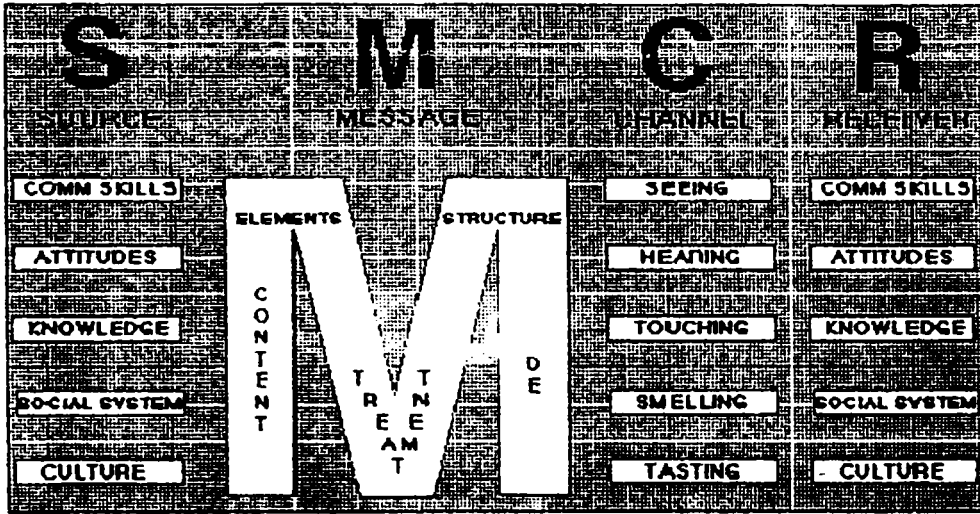 S M C R
SOURCE MESSAGE CHANNEL RECEIVER
COMM SKILLS
ATTITUDES
KNOWLEDGE
SOCIAL SYSTEM
CULTURE
ELEMENTS
STRUCTURE
CONTENT
TREATMENT
DE
SEEING
HEARING
TOUCHING
SMELLING
TASTING
COMM SKILLS
ATTITUDES
KNOWLEDGE
SOCIAL SYSTEM
CULTURE